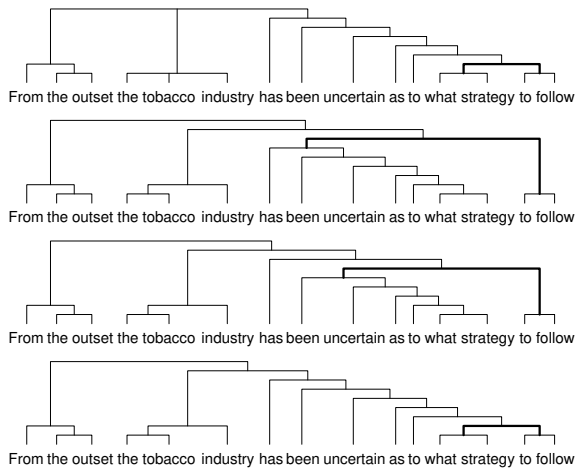 From the outset the tobacco industry has been uncertain as to what strategy to follow
From the outset the tobacco industry has been uncertain as to what strategy to follow
From the outset the tobacco industry has been uncertain as to what strategy to follow
From the outset the tobacco industry has been uncertain as to what strategy to follow